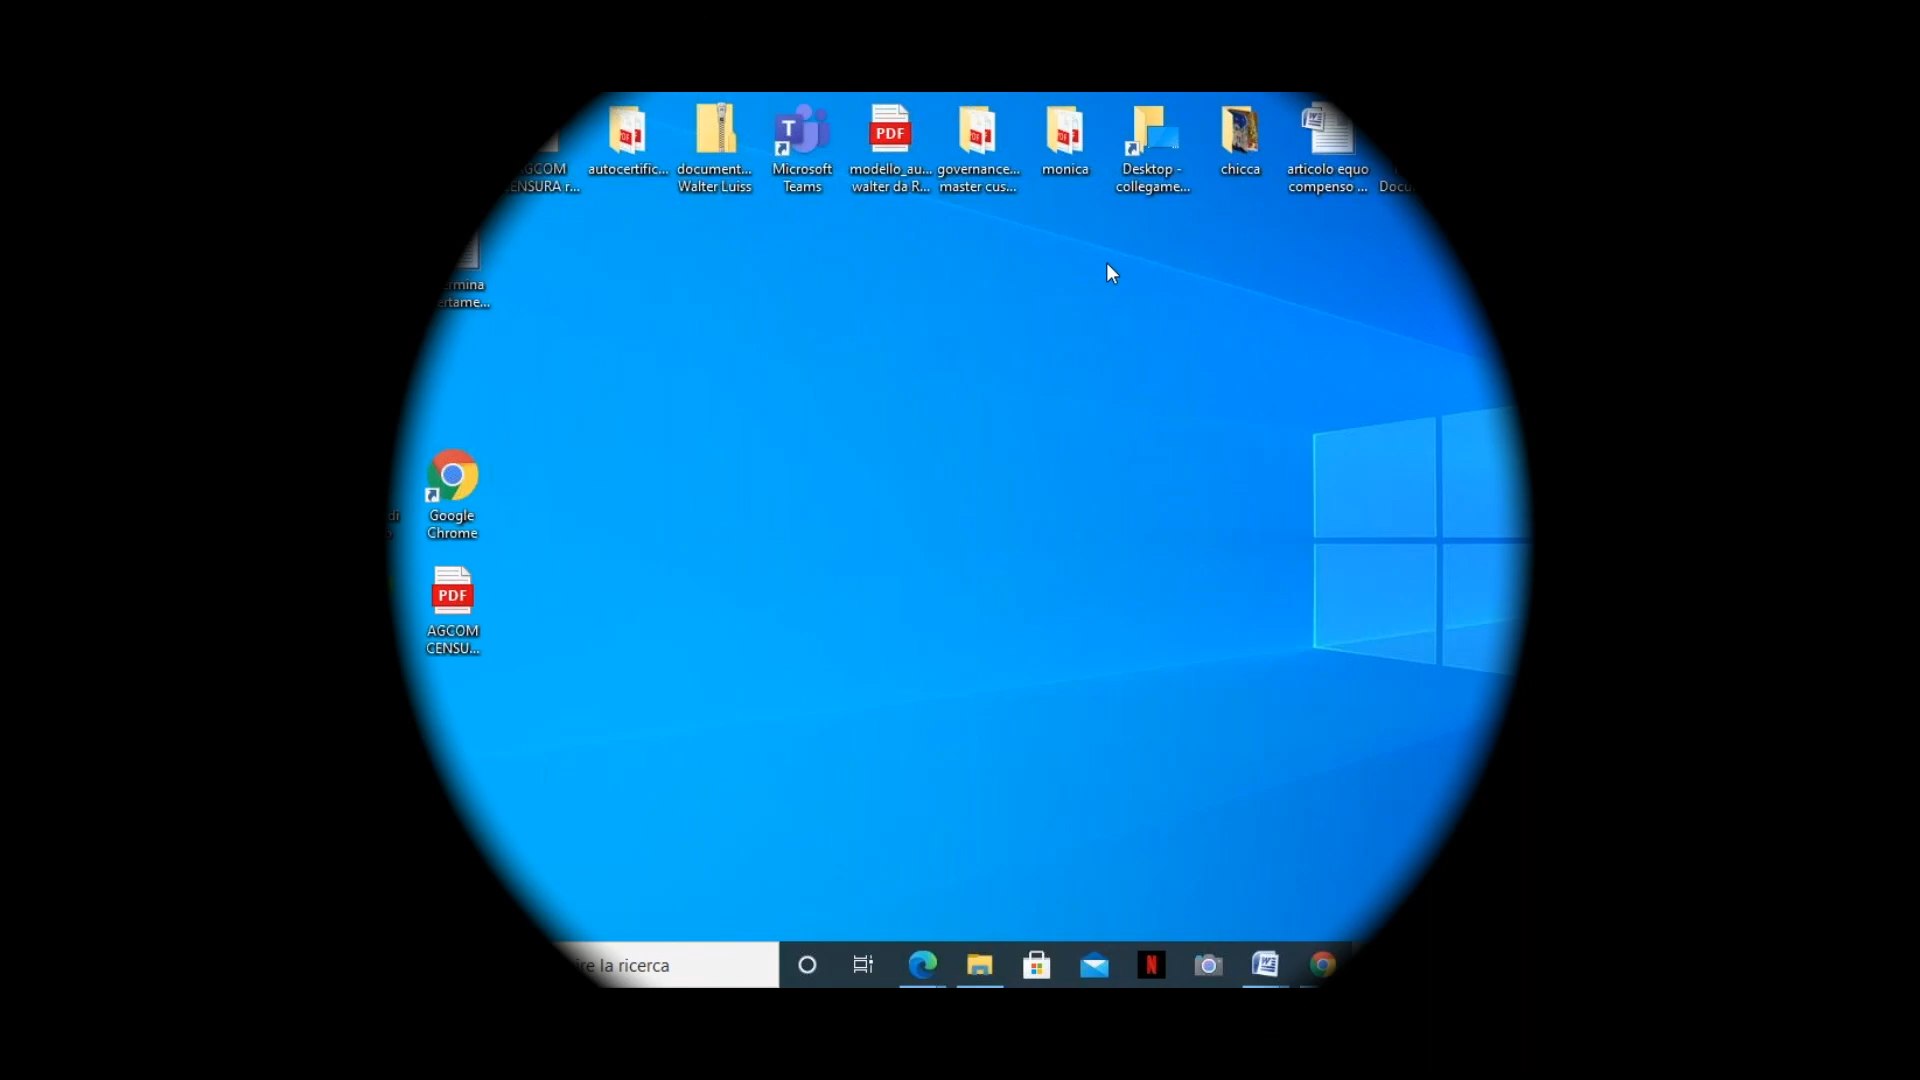 autocertific...
document...
Walter Luiss
Microsoft
Teams
PDF
modello_au...
walter da R...
governance...
master cus...
monica
Desktop -
collegame...
chicca
articolo equo
compenso ...
Google
Chrome
PDF
AGCOM
CENSU...
la ricerca